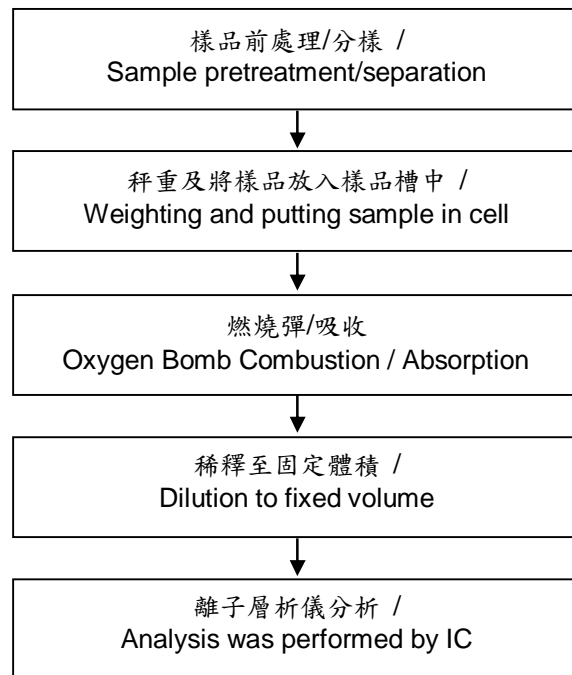 樣品前處理/分樣 /
Sample pretreatment/separation
秤重及將樣品放入樣品槽中 /
Weighting and putting sample in cell
燃燒彈/吸收
Oxygen Bomb Combustion / Absorption
稀釋至固定體積 /
Dilution to fixed volume
離子層析儀分析 /
Analysis was performed by IC